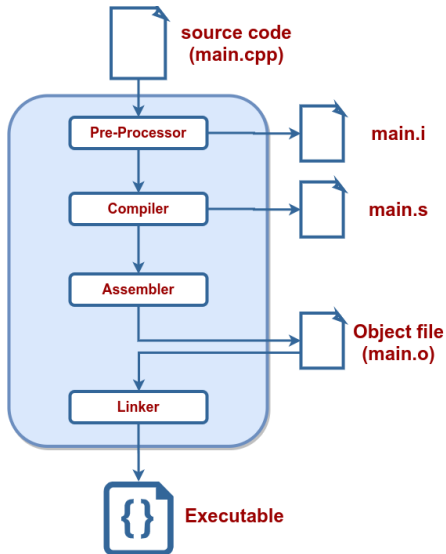 source code
(main.cpp)
Pre-Processor
main.i
Compiler
main.s
Assembler
Object file
(main.o)
Linker
{}
Executable